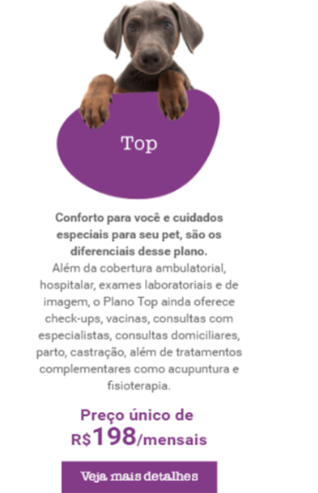 Top
Conforto para você e cuidados
especiais para seu pet, são os
diferenciais desse plano.
Além da cobertura ambulatorial,
hospitalar, exames laboratoriais e de
imagem, o Plano Top ainda oferece
check-ups, vacinas, consultas com
especialistas, consultas domiciliares,
parto, castração, além de tratamentos
complementares como acupuntura e
fisioterapia.
Preço único de
R$198/mensais
Veja mais detalhes